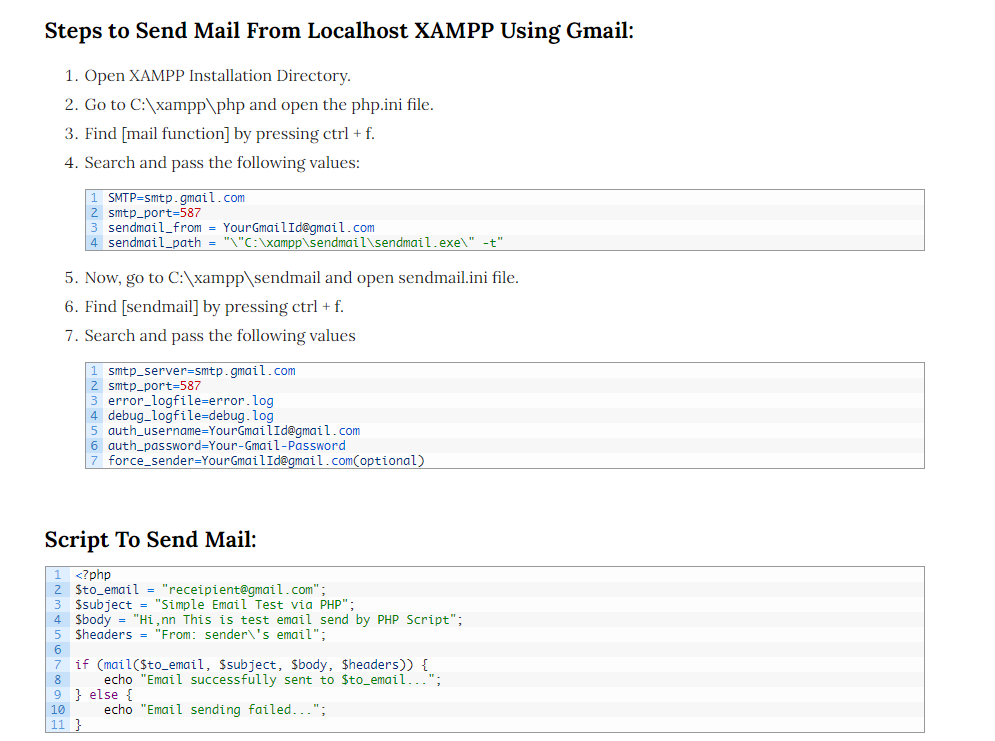 Steps to Send Mail From Localhost XAMPP Using Gmail:
1. Open XAMPP Installation Directory.
2. Go to C:\xampp\php and open the php.ini file.
3. Find [mail function] by pressing ctrl + f.
4. Search and pass the following values:
1 SMTP=smtp.gmail.com
2 smtp_port=587
3 sendmail_from = YourGmailId@gmail.com
4 sendmail_path = "\"C:\xampp\sendmail\sendmail.exe\" -t"
5. Now, go to C:\xampp\sendmail and open sendmail.ini file.
6. Find [sendmail] by pressing ctrl + f.
7. Search and pass the following values
1 smtp_server=smtp.gmail.com
2 smtp_port=587
3 error_logfile=error.log
4 debug_logfile=debug.log
5 auth_username=YourGmailId@gmail.com
6 auth_password=Your-Gmail-Password
7 force_sender=YourGmailId@gmail.com(optional)
Script To Send Mail:
1 <?php
2 $to_email = "receipient@gmail.com";
3 $subject = "Simple Email Test via PHP";
4 $body = "Hi,nn This is test email send by PHP Script";
5 $headers = "From: sender\'s email";
6
7 if (mail($to_email, $subject, $body, $headers)) {
8     echo "Email successfully sent to $to_email...";
9 } else {
10     echo "Email sending failed...";
11 }